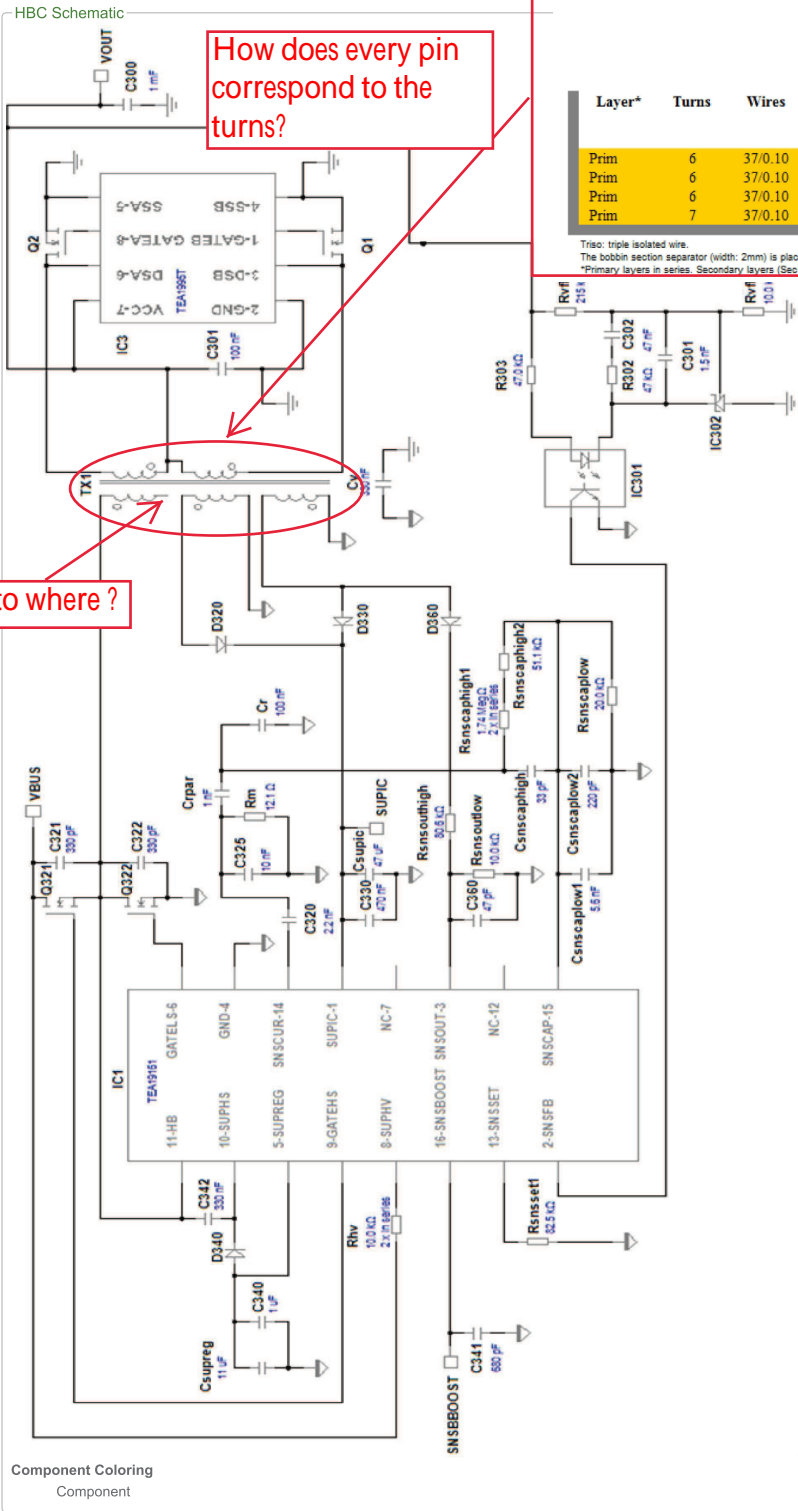 HBC Schematic
VOUT
C300
1 mF
How does every pin
correspond to the
turns?
Layer* Turns Wires
Prim 6 37/0.10
Prim 6 37/0.10
Prim 6 37/0.10
Prim 7 37/0.10
Triso: triple isolated wire.
The bobbin section separator (width: 2mm) is plac
*Primary layers in series. Secondary layers (Sec
Q2
SSA-5
4-SSB
GATEA-8
1-GATEB
Q1
DSA-6
3-DSB
VCC-7
2-GND
TEA1995T
IC3
C301
100 nF
TX1
Cy
330 nF
Rvfl
215 k
C302
47 nF
R303
47.0 kΩ
R302
47 kΩ
C301
1.5 nF
Rvfl
10.0 k
IC302
IC301
to where ?
D320
D330
D360
VBUS
C321
330 pF
Q321
C322
330 pF
Q322
Cr
100 nF
Crpar
1 nF
Rm
12.1 Ω
C325
10 nF
C320
2.2 nF
SUPIC
Csupic
47 uF
C330
470 nF
Rsnsouthigh
80.6 kΩ
Rsnsoutlow
10.0 kΩ
C360
47 pF
Rsnscaphigh1
1.74 Meg Ω
2 x in series
Rsnscaphigh2
51.1 kΩ
Rsnscaplow
20.0 kΩ
Csnscaphigh
33 pF
Csnscaplow2
220 pF
Csnscaplow1
5.6 nF
IC1
TEA19161
GATELS-6
GND-4
SNSCUR-14
SUPIC-1
NC-7
SNSOUT-3
NC-12
SNSCAP-15
11-HB
10-SUPHS
5-SUPREG
9-GATEHS
8-SUPHV
16-SNSBOOST
13-SNSSET
2-SNSFB
C342
330 nF
D340
C340
1 uF
Csupreg
11 uF
Rhv
10.0 kΩ
2 x in series
Rsnsset1
82.5 kΩ
SNSBBOOST
C341
680 pF
Component Coloring
Component